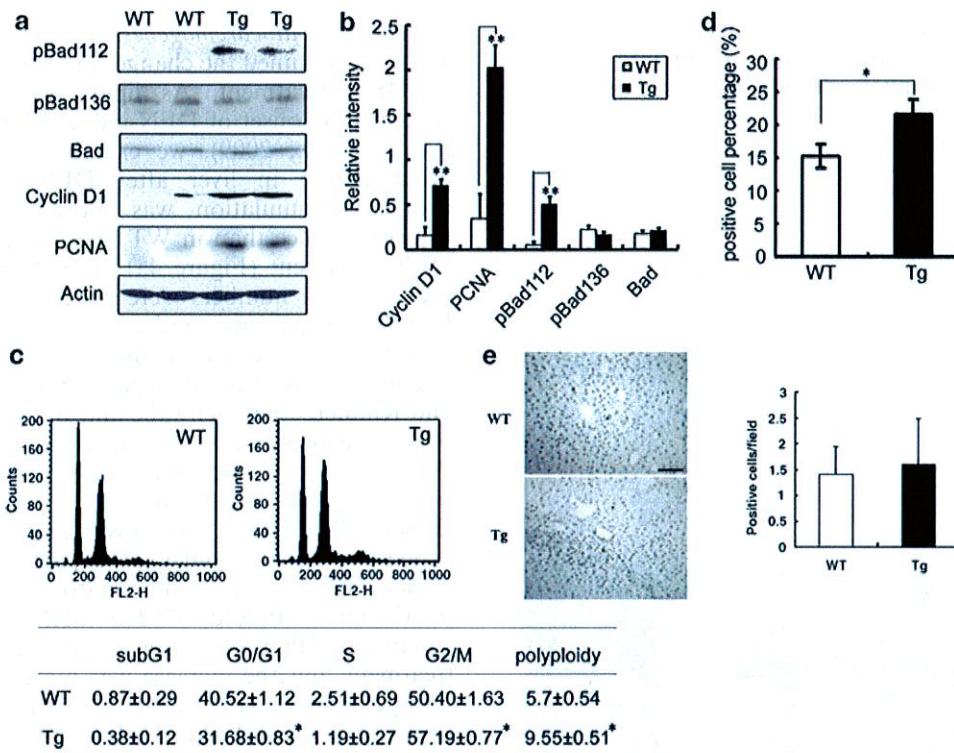 a
WT WT Tg Tg
pBad112
pBad136
Bad
Cyclin D1
PCNA
Actin
b
2.5
2
1.5
1
0.5
0
Relativie intensity
WT
Tg
**
**
**
Cyclin D1
PCNA
pBad112
pBad136
Bad
d
positive cell percentage (%)
30
25
20
15
10
5
0
*
WT
Tg
c
200
160
120
80
40
0
Counts
WT
0 200 400 600 800 1000
FL2-H
200
160
120
80
40
0
Counts
Tg
0 200 400 600 800 1000
FL2-H
e
WT
Tg
Positive cells/field
3
2.5
2
1.5
1
0.5
0
WT
Tg
subG1 G0/G1 S G2/M polyploidy
WT 0.87±0.29 40.52±1.12 2.51±0.69 50.40±1.63 5.7±0.54
Tg 0.38±0.12 31.68±0.83* 1.19±0.27 57.19±0.77* 9.55±0.51*